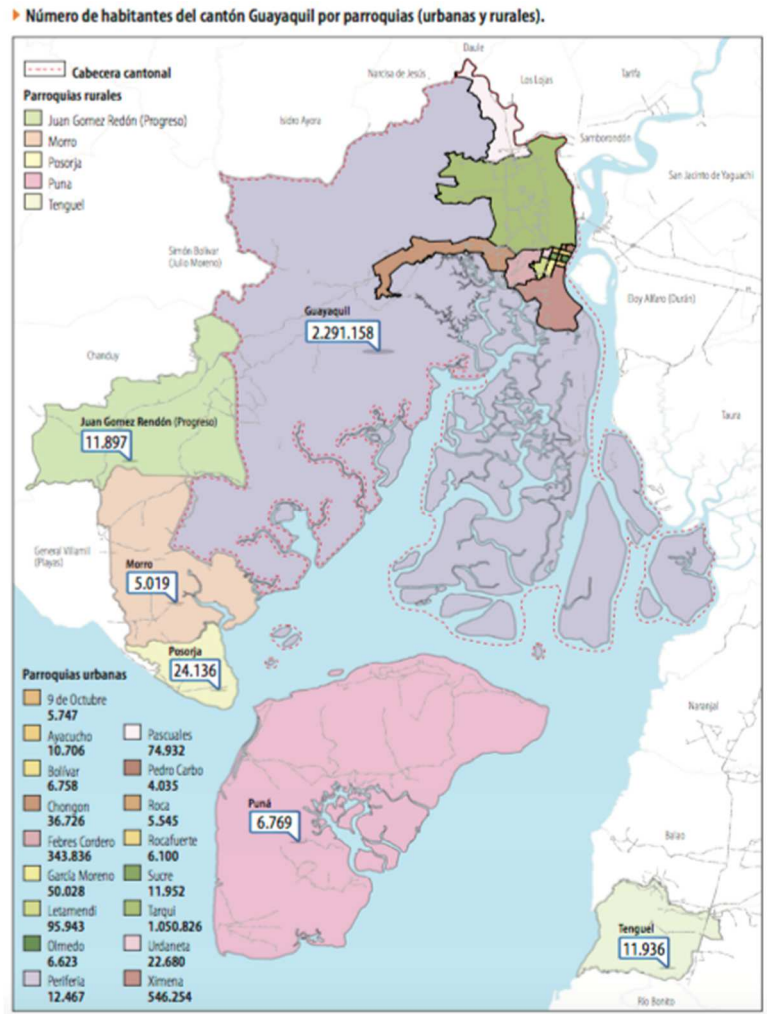 Número de habitantes del cantón Guayaquil por parroquias (urbanas y rurales).
Cabecera cantonal
Parroquias rurales
Juan Gomez Redón (Progreso)
Morro
Posorja
Puna
Tenguel
Daule
Narcisa de Jesús
Los Lojas
Tarifa
Isidro Ayora
Samborondón
San Jacinto de Yaguachi
Simón Bolívar
(Julio Moreno)
Eloy Alfaro (Durán)
Guayaquil
2.291.158
Chanduy
Taura
Juan Gomez Rendón (Progreso)
11.897
General Villamil
(Playas)
Morro
5.019
Posorja
24.136
Naranjal
Puná
6.769
Balao
Tenguel
11.936
Río Bonito
Parroquias urbanas
9 de Octubre
5.747
Ayacucho
10.706
Bolívar
6.758
Chongon
36.726
Febres Cordero
343.836
García Moreno
50.028
Letamendi
95.943
Olmedo
6.623
Periferia
12.467
Pascuales
74.932
Pedro Carbo
4.035
Roca
5.545
Rocafuerte
6.100
Sucre
11.952
Tarqui
1.050.826
Urdaneta
22.680
Ximena
546.254